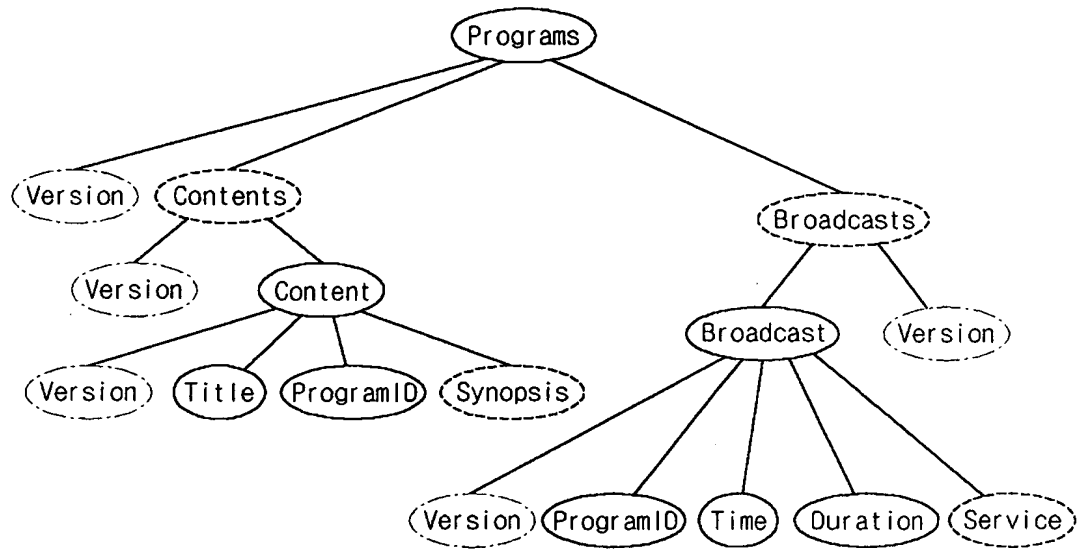 Programs
Version Contents
Broadcasts
Version Content
Broadcast Version
Version Title ProgramID Synopsis
Version ProgramID Time Duration Service